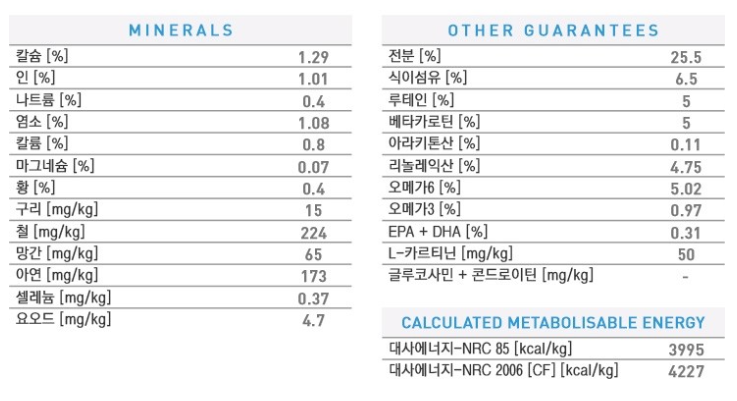 MINERALS
칼슘 [%] 1.29
인 [%] 1.01
나트륨 [%] 0.4
염소 [%] 1.08
칼륨 [%] 0.8
마그네슘 [%] 0.07
황 [%] 0.4
구리 [mg/kg] 15
철 [mg/kg] 224
망간 [mg/kg] 65
아연 [mg/kg] 173
셀레늄 [mg/kg] 0.37
요오드 [mg/kg] 4.7
OTHER GUARANTEES
전분 [%] 25.5
식이섬유 [%] 6.5
루테인 [%] 5
베타카로틴 [%] 5
아라키톤산 [%] 0.11
리놀레익산 [%] 4.75
오메가6 [%] 5.02
오메가3 [%] 0.97
EPA + DHA [%] 0.31
L-카르티닌 [mg/kg] 50
글루코사민 + 콘드로이틴 [mg/kg] -
CALCULATED METABOLISABLE ENERGY
대사에너지-NRC 85 [kcal/kg] 3995
대사에너지-NRC 2006 [CF] [kcal/kg] 4227